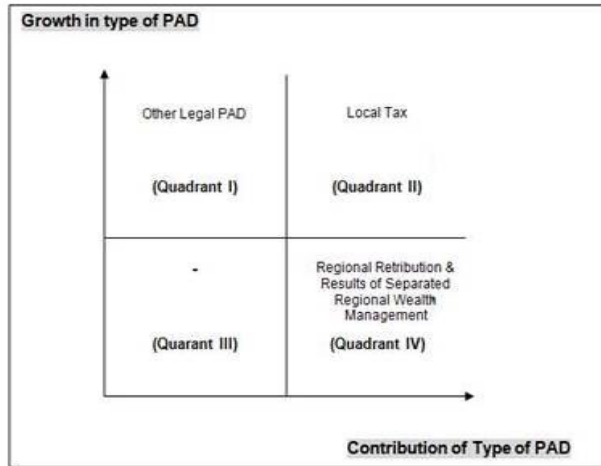 Growth in type of PAD
Other Legal PAD
Local Tax
(Quadrant I)
(Quadrant II)
-
Regional Retribution &
Results of Separated
Regional Wealth
Management
(Quarant III)
(Quadrant IV)
Contribution of Type of PAD